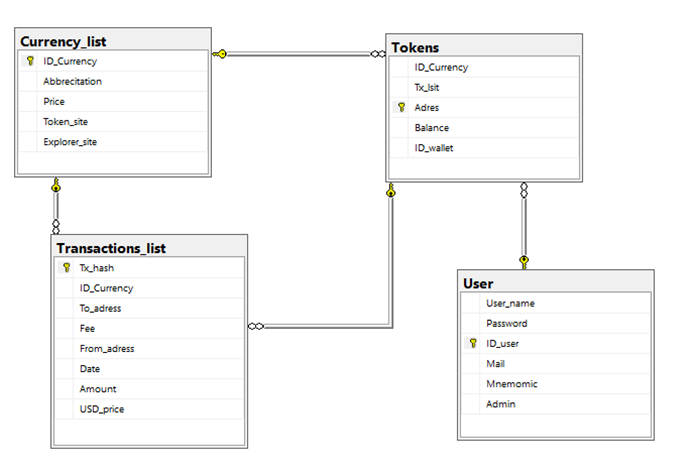 Currency_list
ID_Currency
Abbrecitation
Price
Token_site
Explorer_site
Tokens
ID_Currency
Tx_lsit
Adres
Balance
ID_wallet
Transactions_list
Tx_hash
ID_Currency
To_adress
Fee
From_adress
Date
Amount
USD_price
User
User_name
Password
ID_user
Mail
Mnemomic
Admin